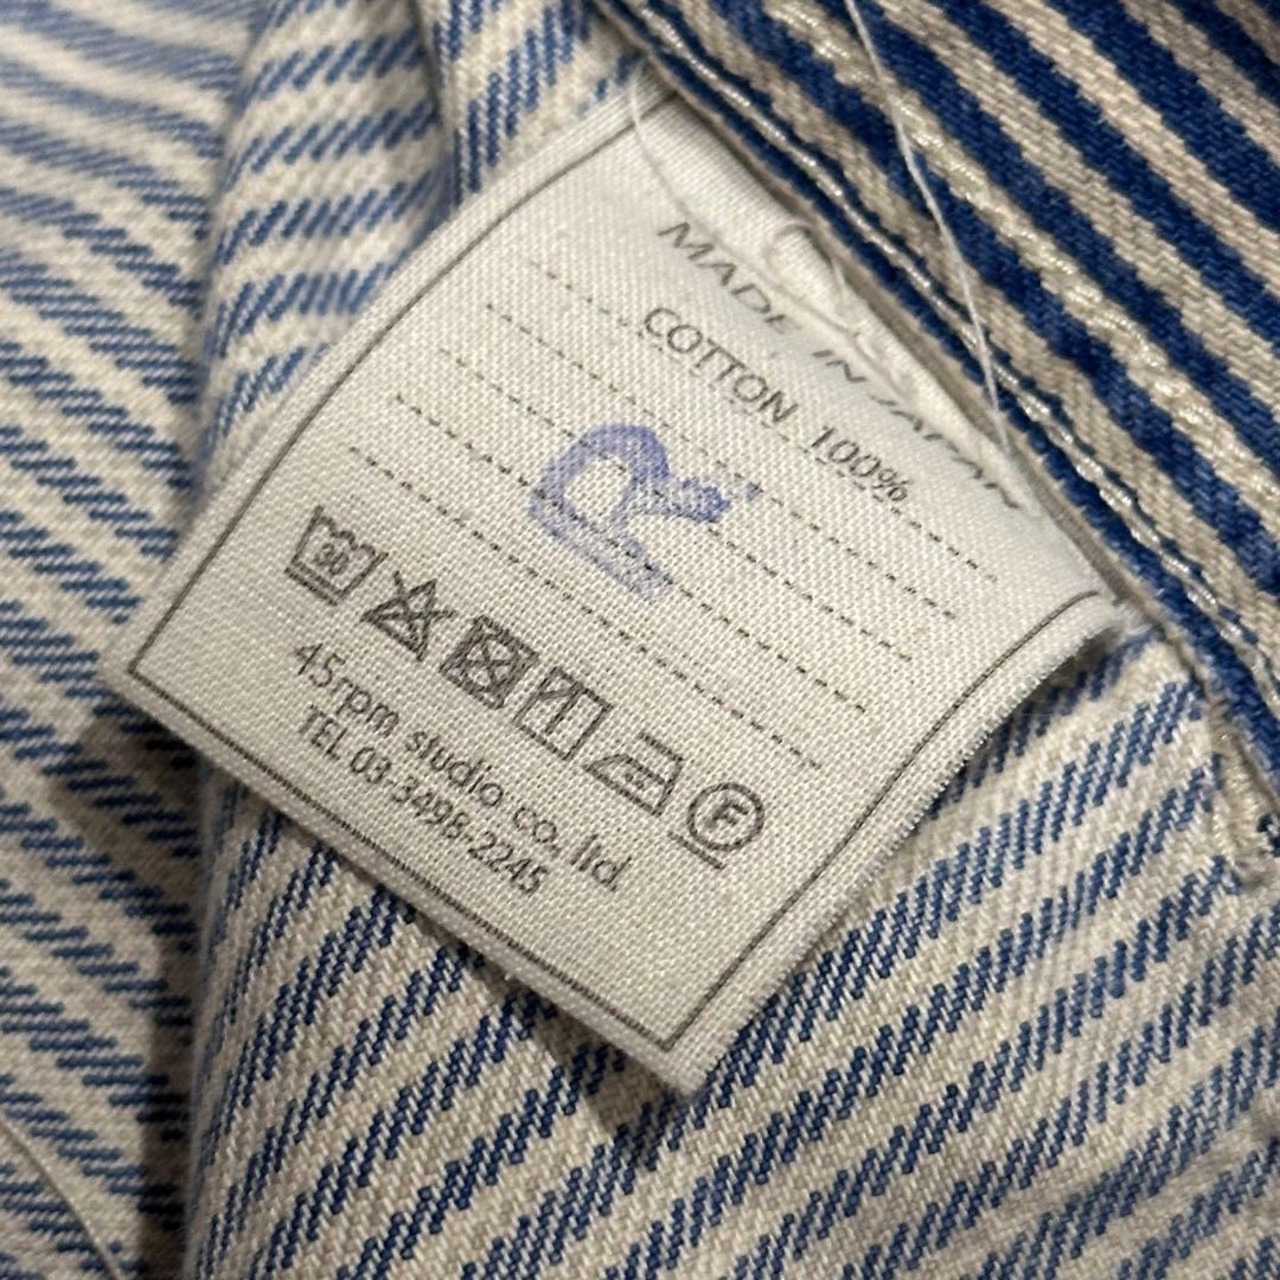 MADE IN JAPAN
COTTON 100%
R
30
F
45rpm studio co., ltd.
TEL 03-3498-2245